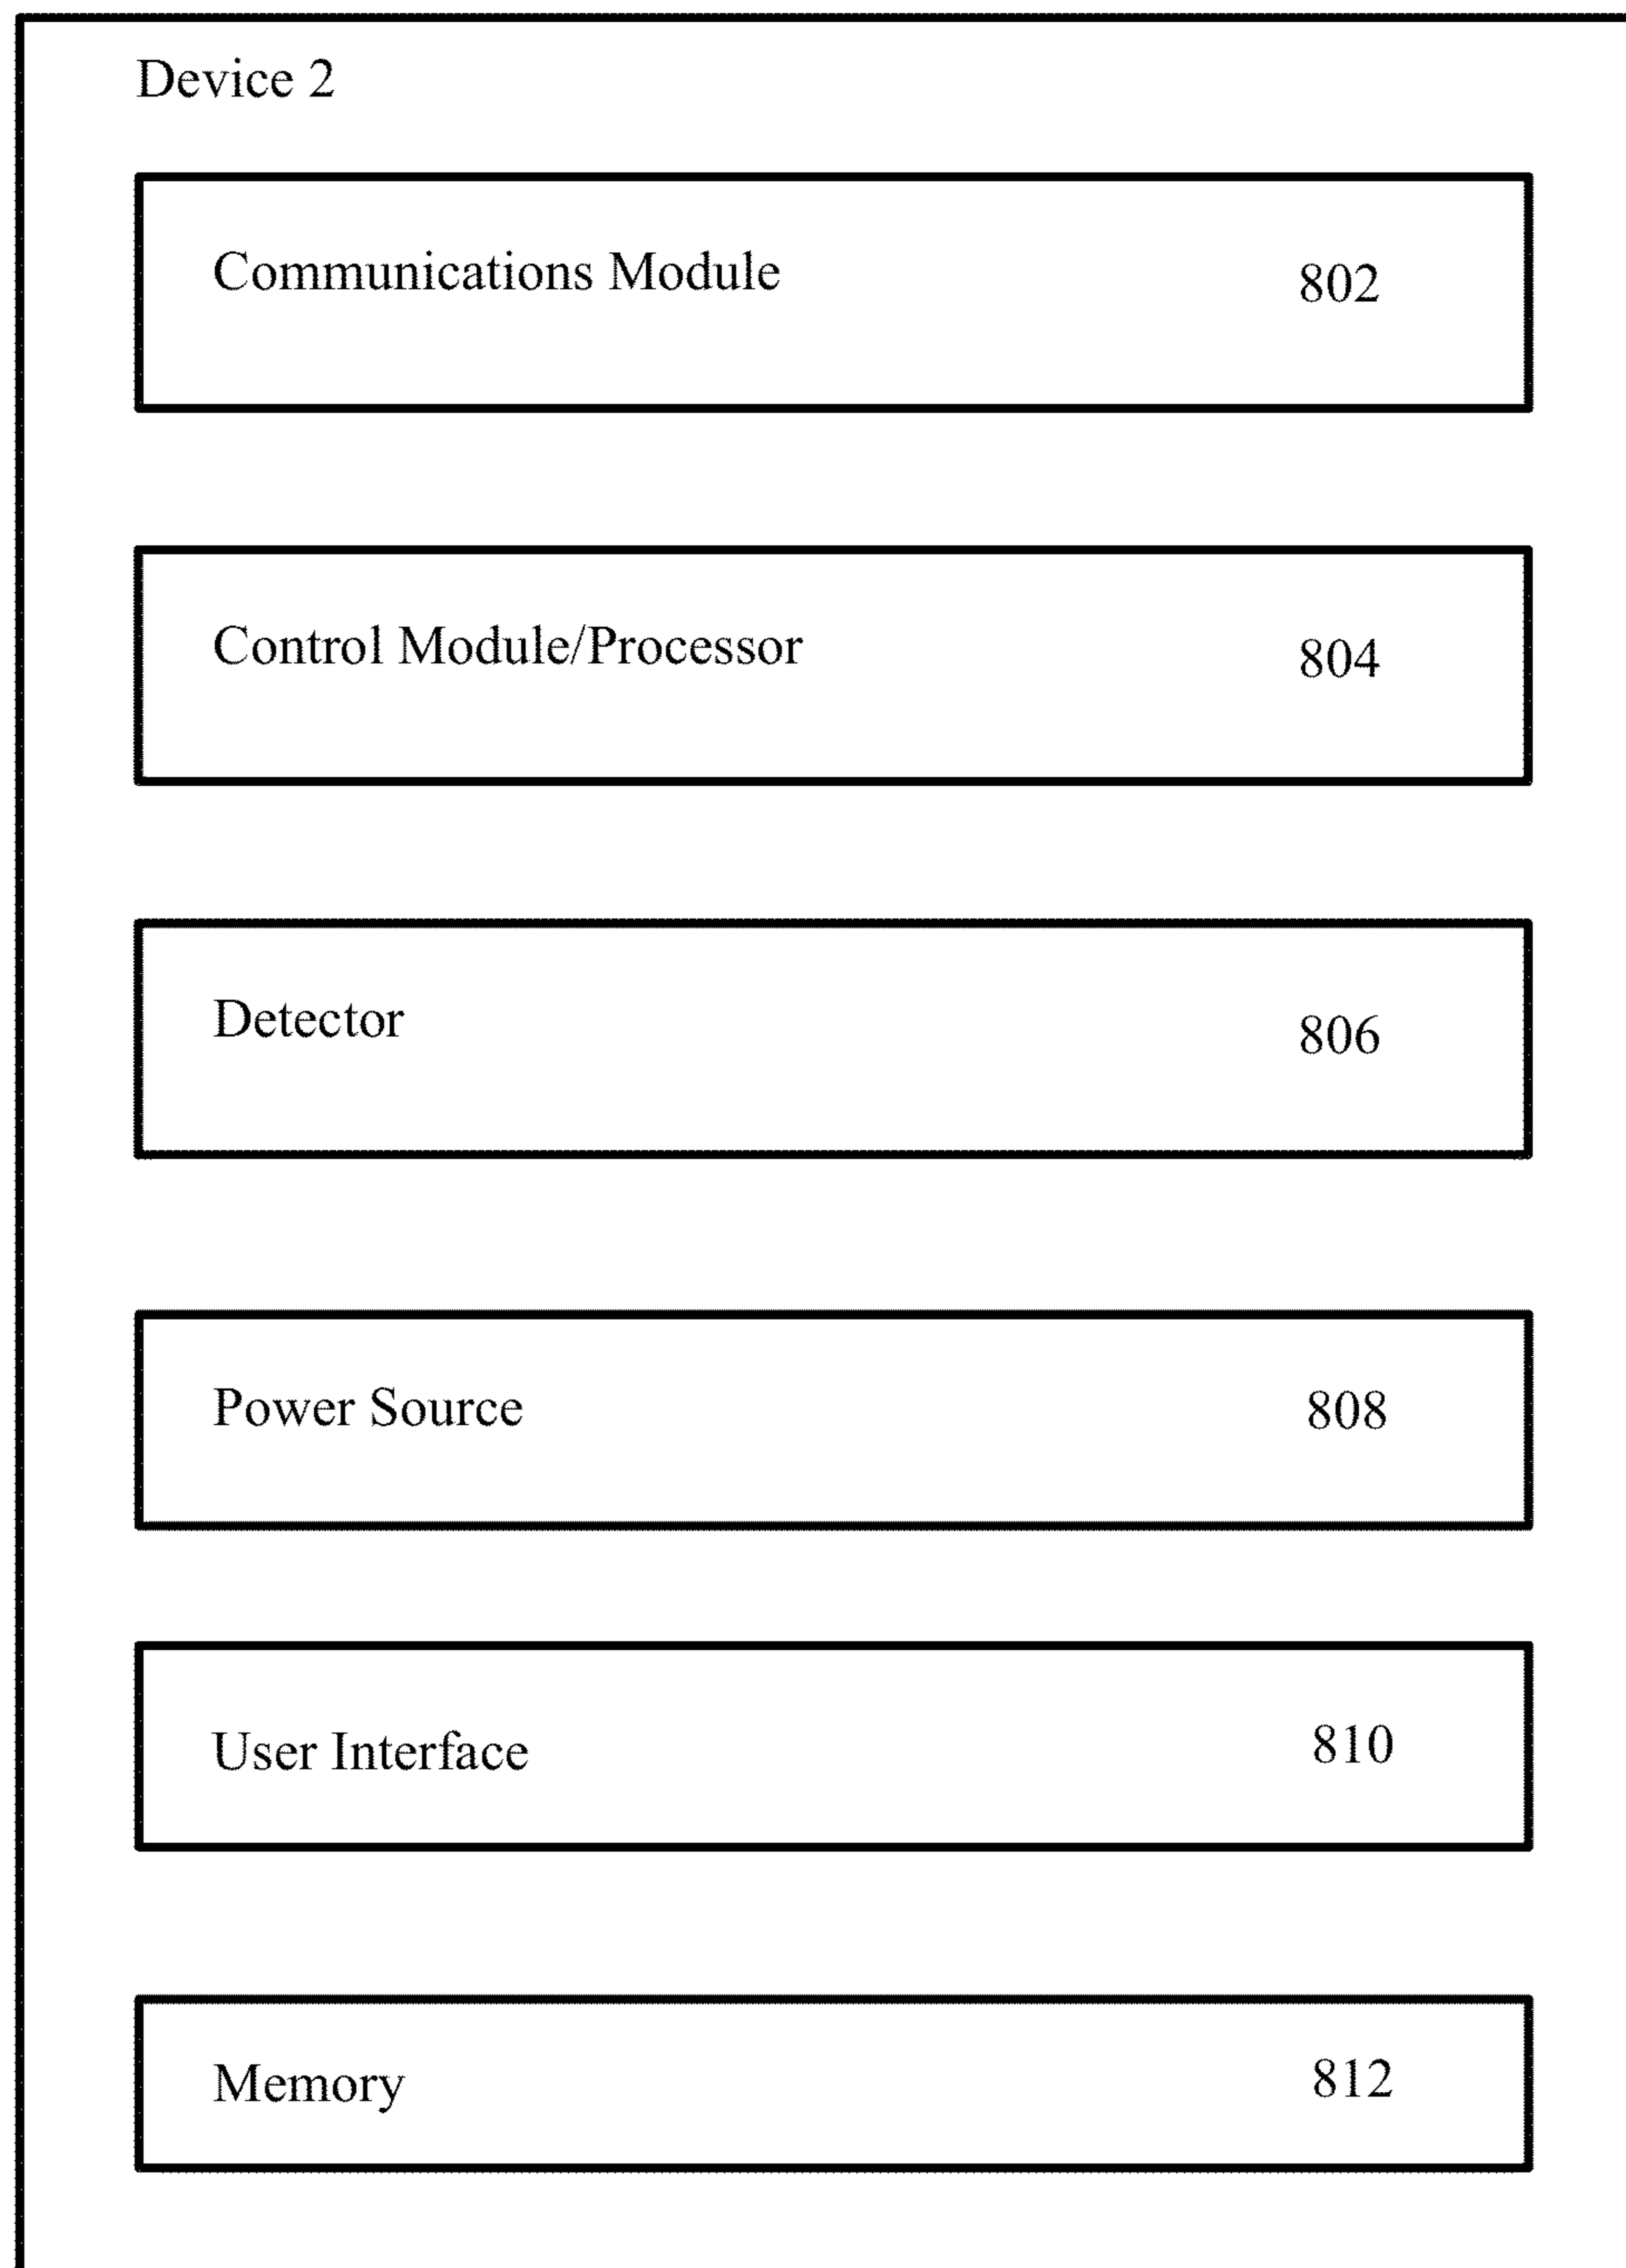 Device 2
Communications Module 802
Control Module/Processor 804
Detector 806
Power Source 808
User Interface 810
Memory 812